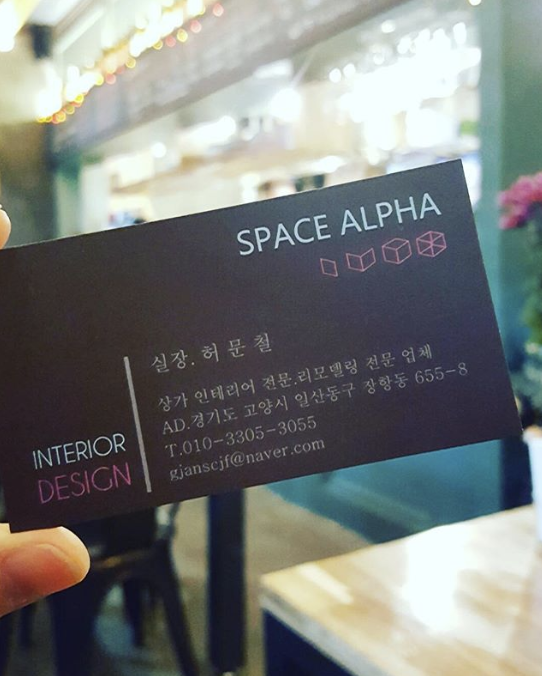 SPACE ALPHA
실장. 허 문 철
상가 인테리어 전문.리모델링 전문 업체
AD.경기도 고양시 일산동구 장항동 655-8
T.010-3305-3055
gjanscjf@naver.com
INTERIOR
DESIGN